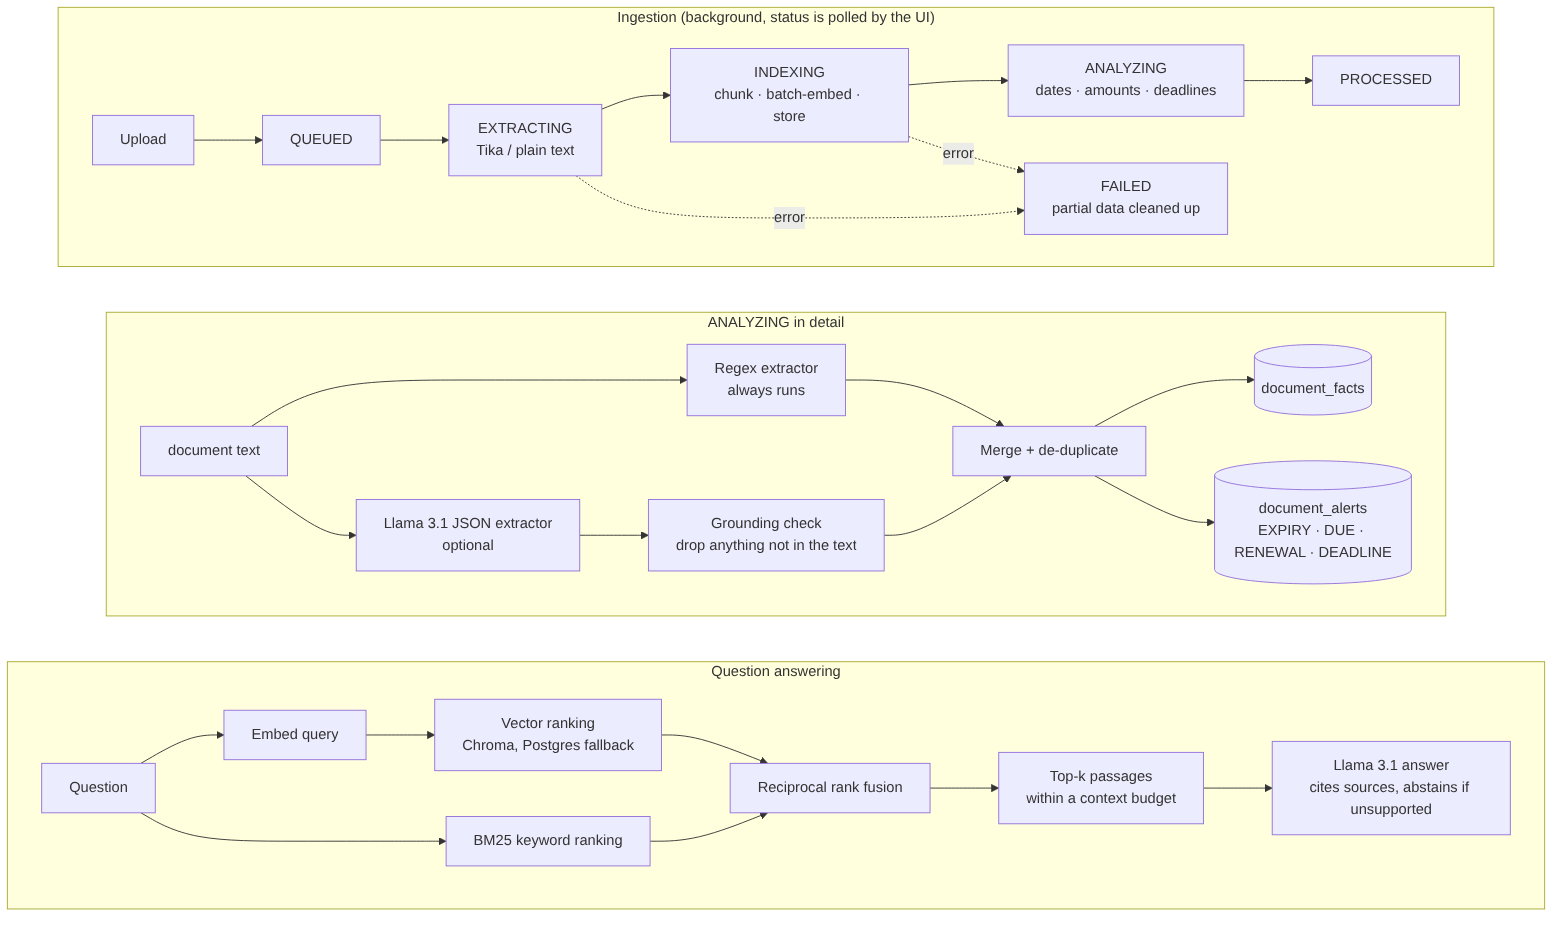 Ingestion (background, status is polled by the UI)
Upload
QUEUED
EXTRACTING
Tika / plain text
INDEXING
chunk · batch-embed ·
store
ANALYZING
dates · amounts · deadlines
PROCESSED
error
FAILED
partial data cleaned up
error
ANALYZING in detail
document text
Regex extractor
always runs
Llama 3.1 JSON extractor
optional
Grounding check
drop anything not in the text
Merge + de-duplicate
document_facts
document_alerts
EXPIRY · DUE ·
RENEWAL · DEADLINE
Question answering
Question
Embed query
Vector ranking
Chroma, Postgres fallback
BM25 keyword ranking
Reciprocal rank fusion
Top-k passages
within a context budget
Llama 3.1 answer
cites sources, abstains if
unsupported